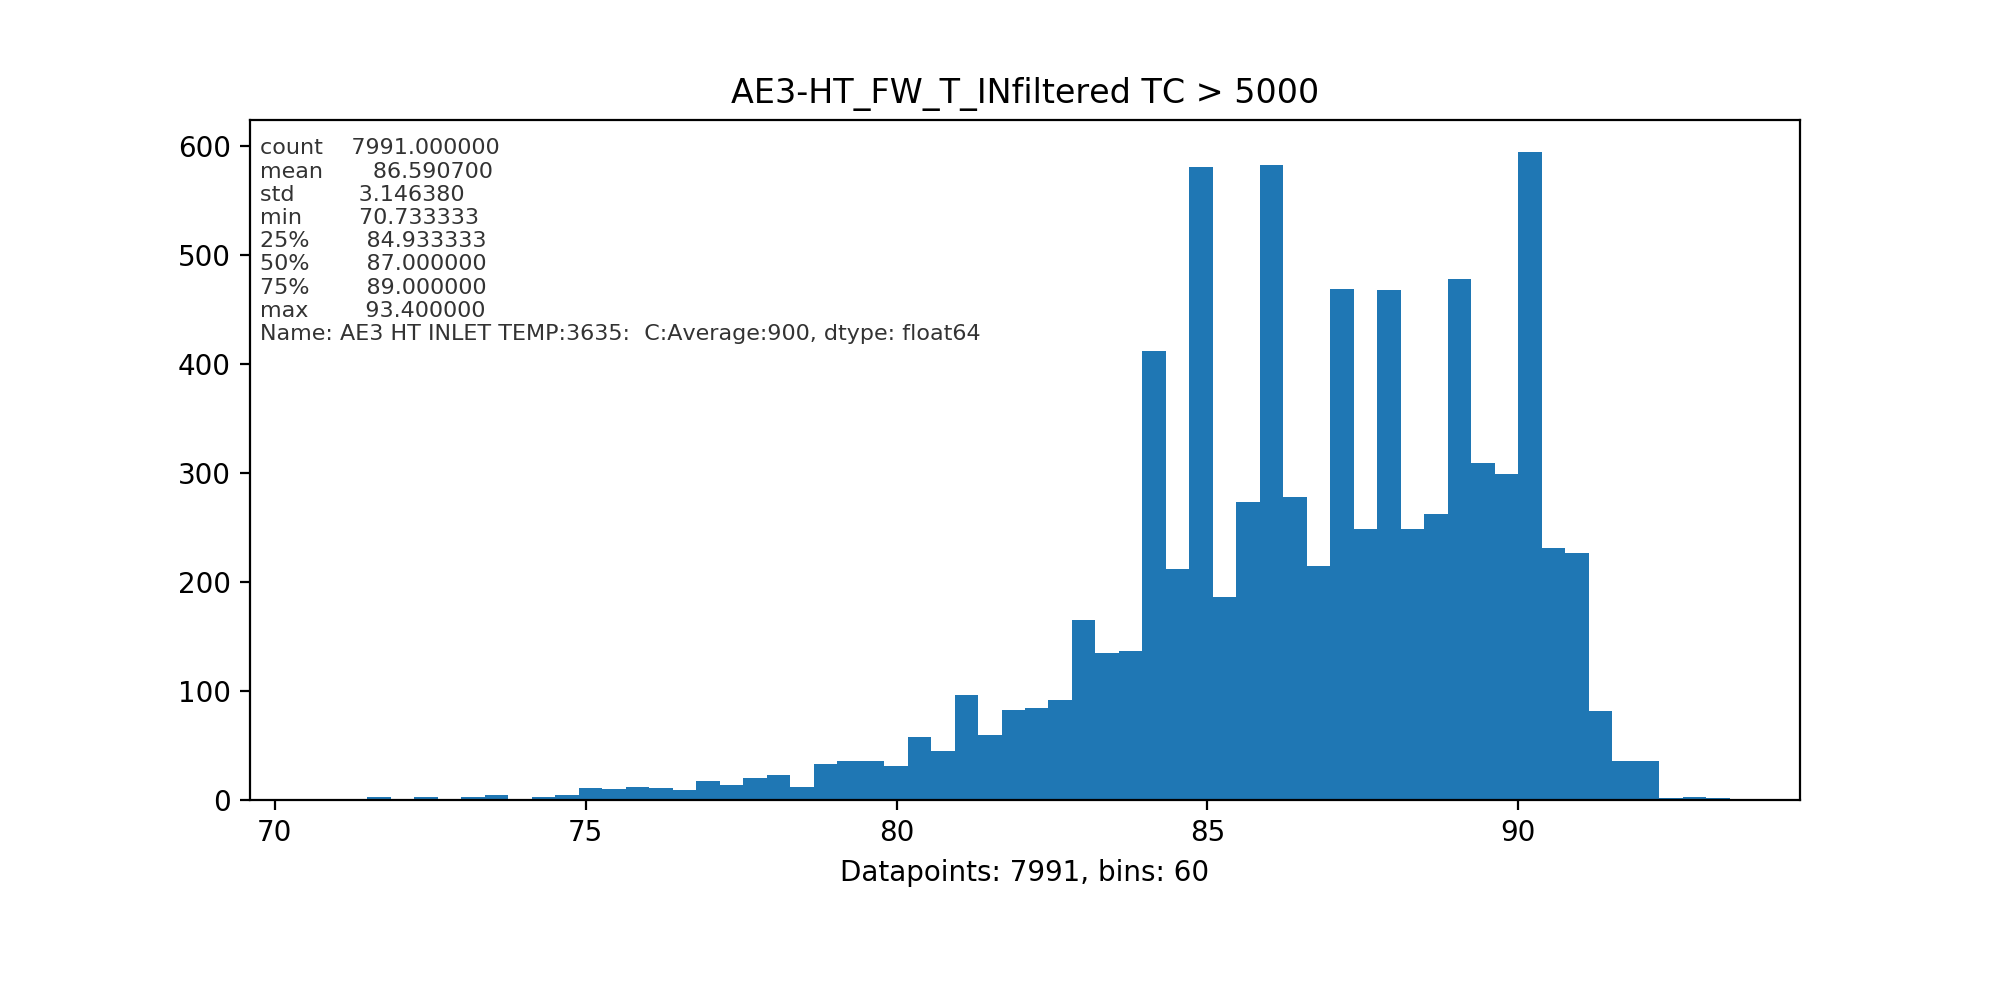 AE3-HT_FW_T_INfiltered TC > 5000
600
500
400
300
200
100
0
count 7991.000000
mean 86.590700
std 3.146380
min 70.733333
25% 84.933333
50% 87.000000
75% 89.000000
max 93.400000
Name: AE3 HT INLET TEMP:3635: C:Average:900, dtype: float64
70 75 80 85 90
Datapoints: 7991, bins: 60